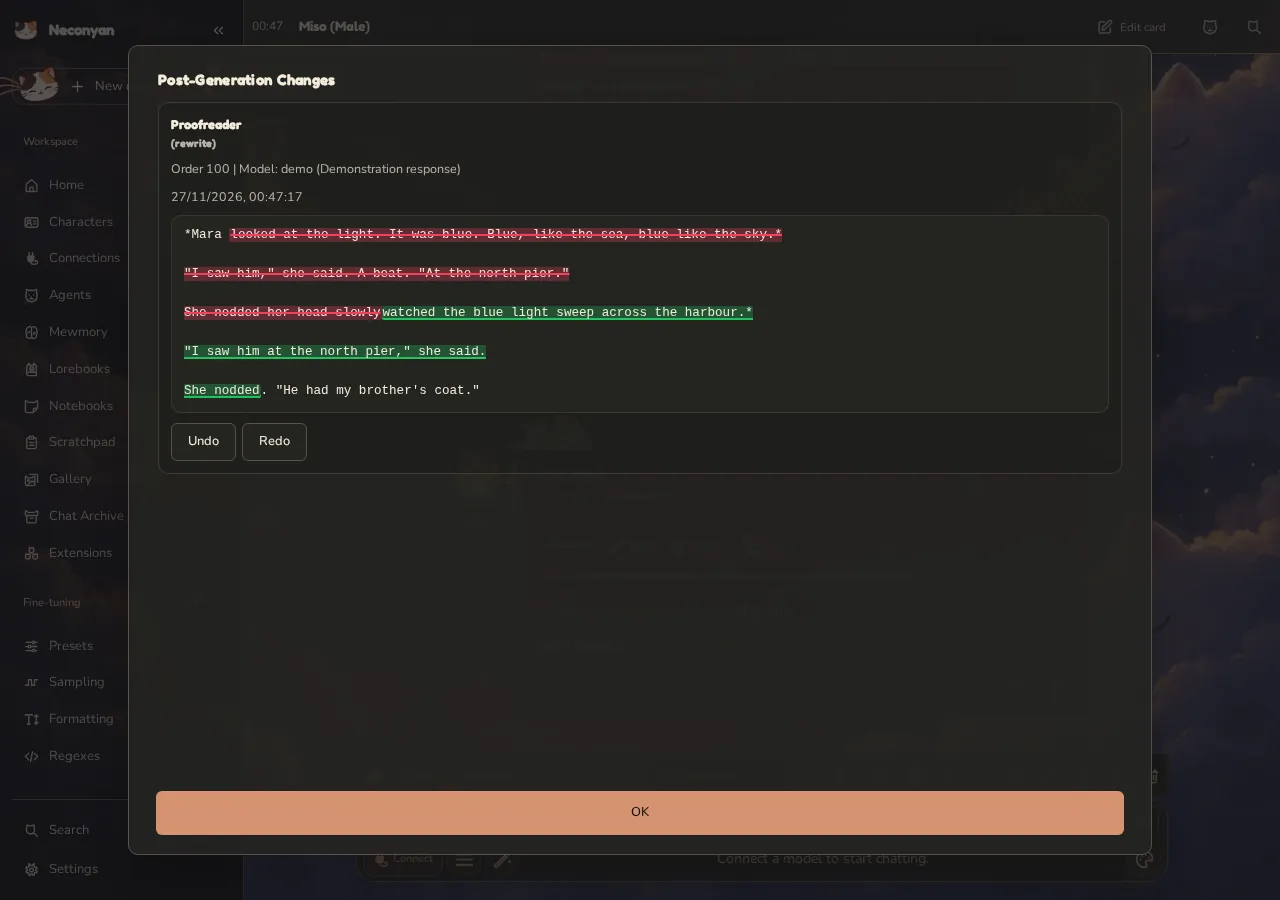 Neconyan
«
00:47
Miso (Male)
Edit card
New
Post-Generation Changes
Proofreader
(rewrite)
Order 100 | Model: demo (Demonstration response)
27/11/2026, 00:47:17
*Mara looked at the light. It was blue. Blue, like the sea, blue like the sky.*
"I saw him," she said. A beat. "At the north pier."
She nodded her head slowlywatched the blue light sweep across the harbour.*
"I saw him at the north pier," she said.
She nodded. "He had my brother's coat."
Undo
Redo
OK
Workspace
Home
Characters
Connections
Agents
Mewmory
Lorebooks
Notebooks
Scratchpad
Gallery
Chat Archive
Extensions
Fine-tuning
Presets
Sampling
Formatting
Regexes
Search
Settings
Connect
Connect a model to start chatting.